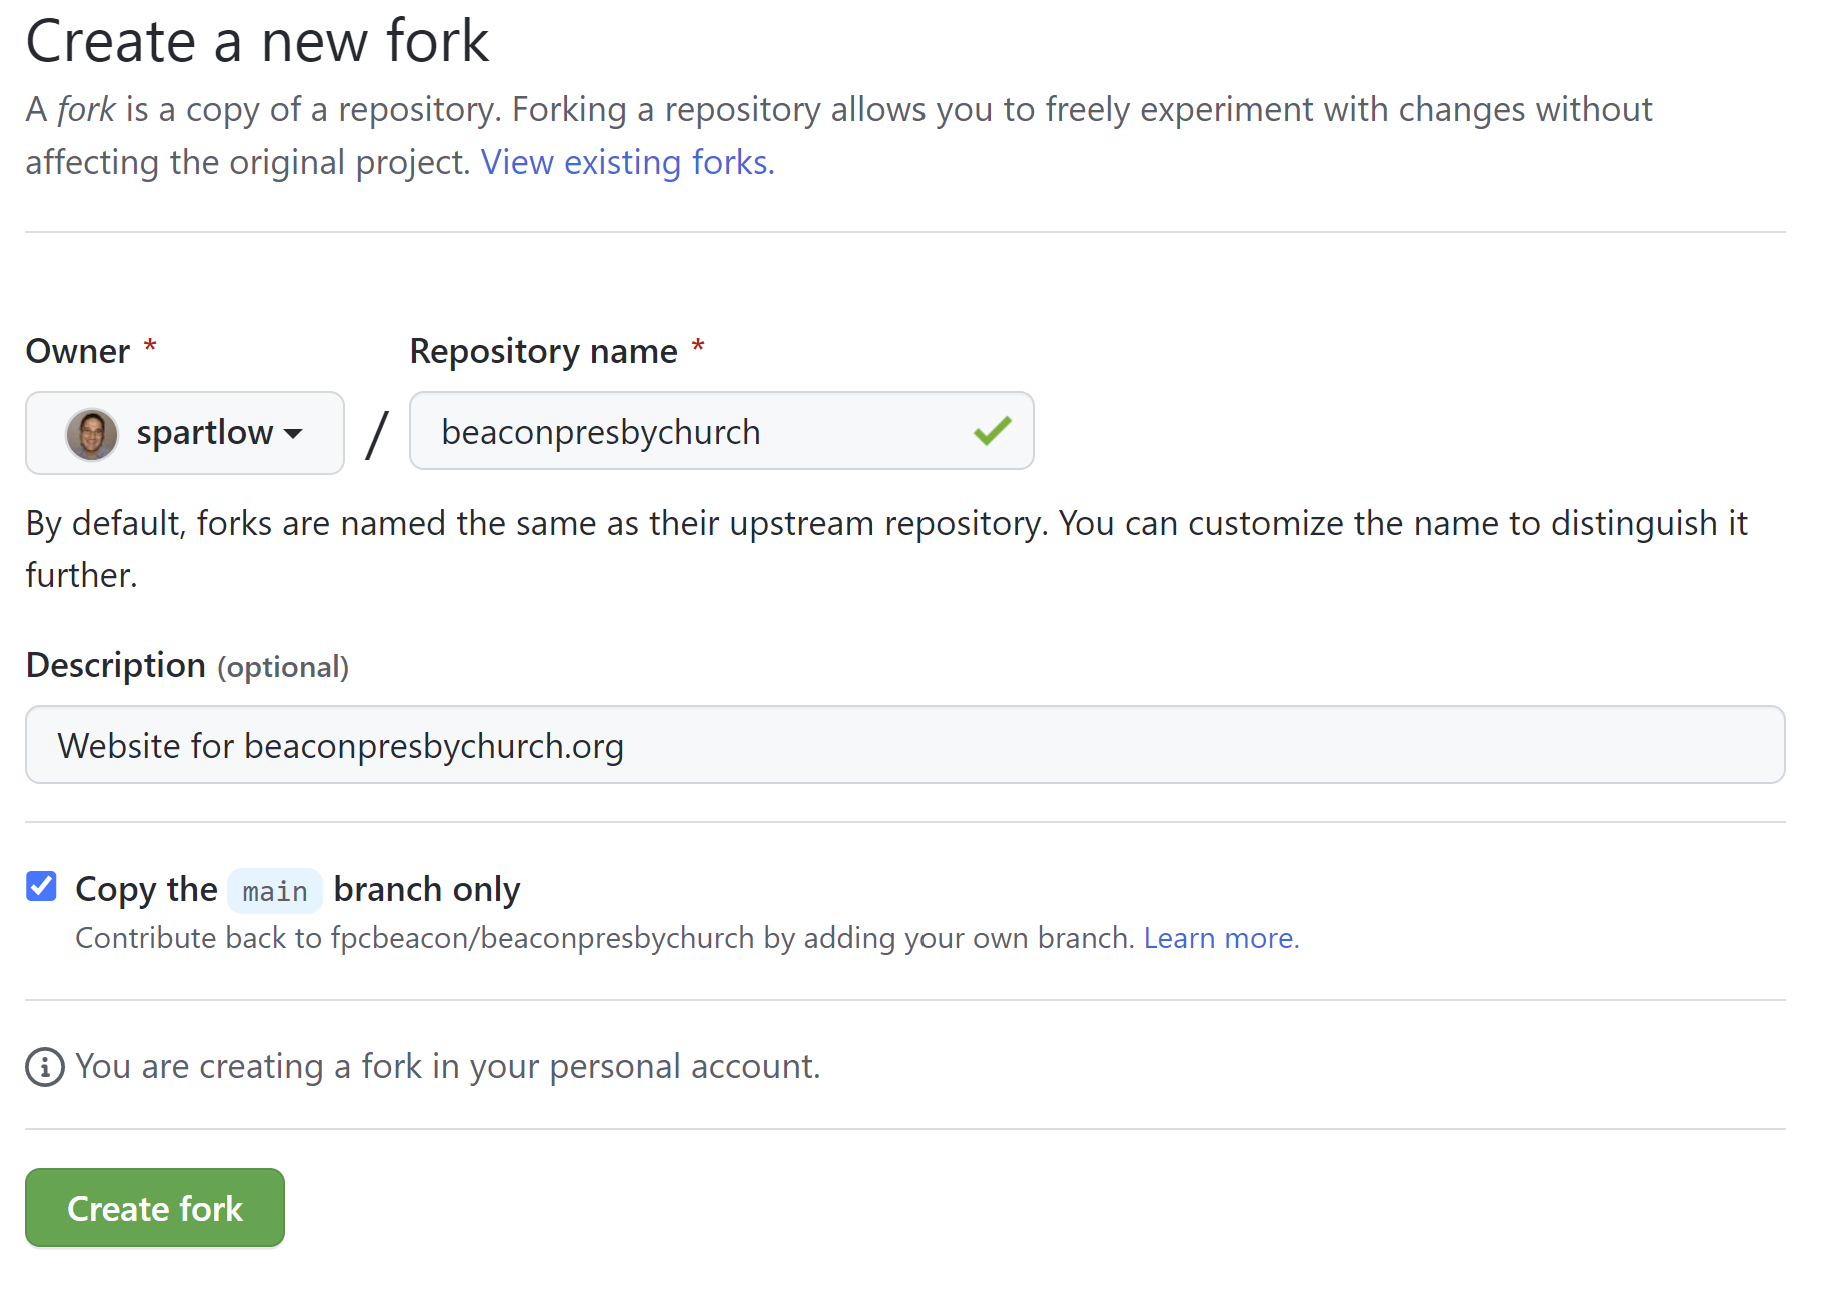 Create a new fork
A fork is a copy of a repository. Forking a repository allows you to freely experiment with changes without
affecting the original project. View existing forks.
Owner * Repository name *
spartlow / beaconpresbychurch
By default, forks are named the same as their upstream repository. You can customize the name to distinguish it
further.
Description (optional)
Website for beaconpresbychurch.org
Copy the main branch only
Contribute back to fpcbeacon/beaconpresbychurch by adding your own branch. Learn more.
You are creating a fork in your personal account.
Create fork